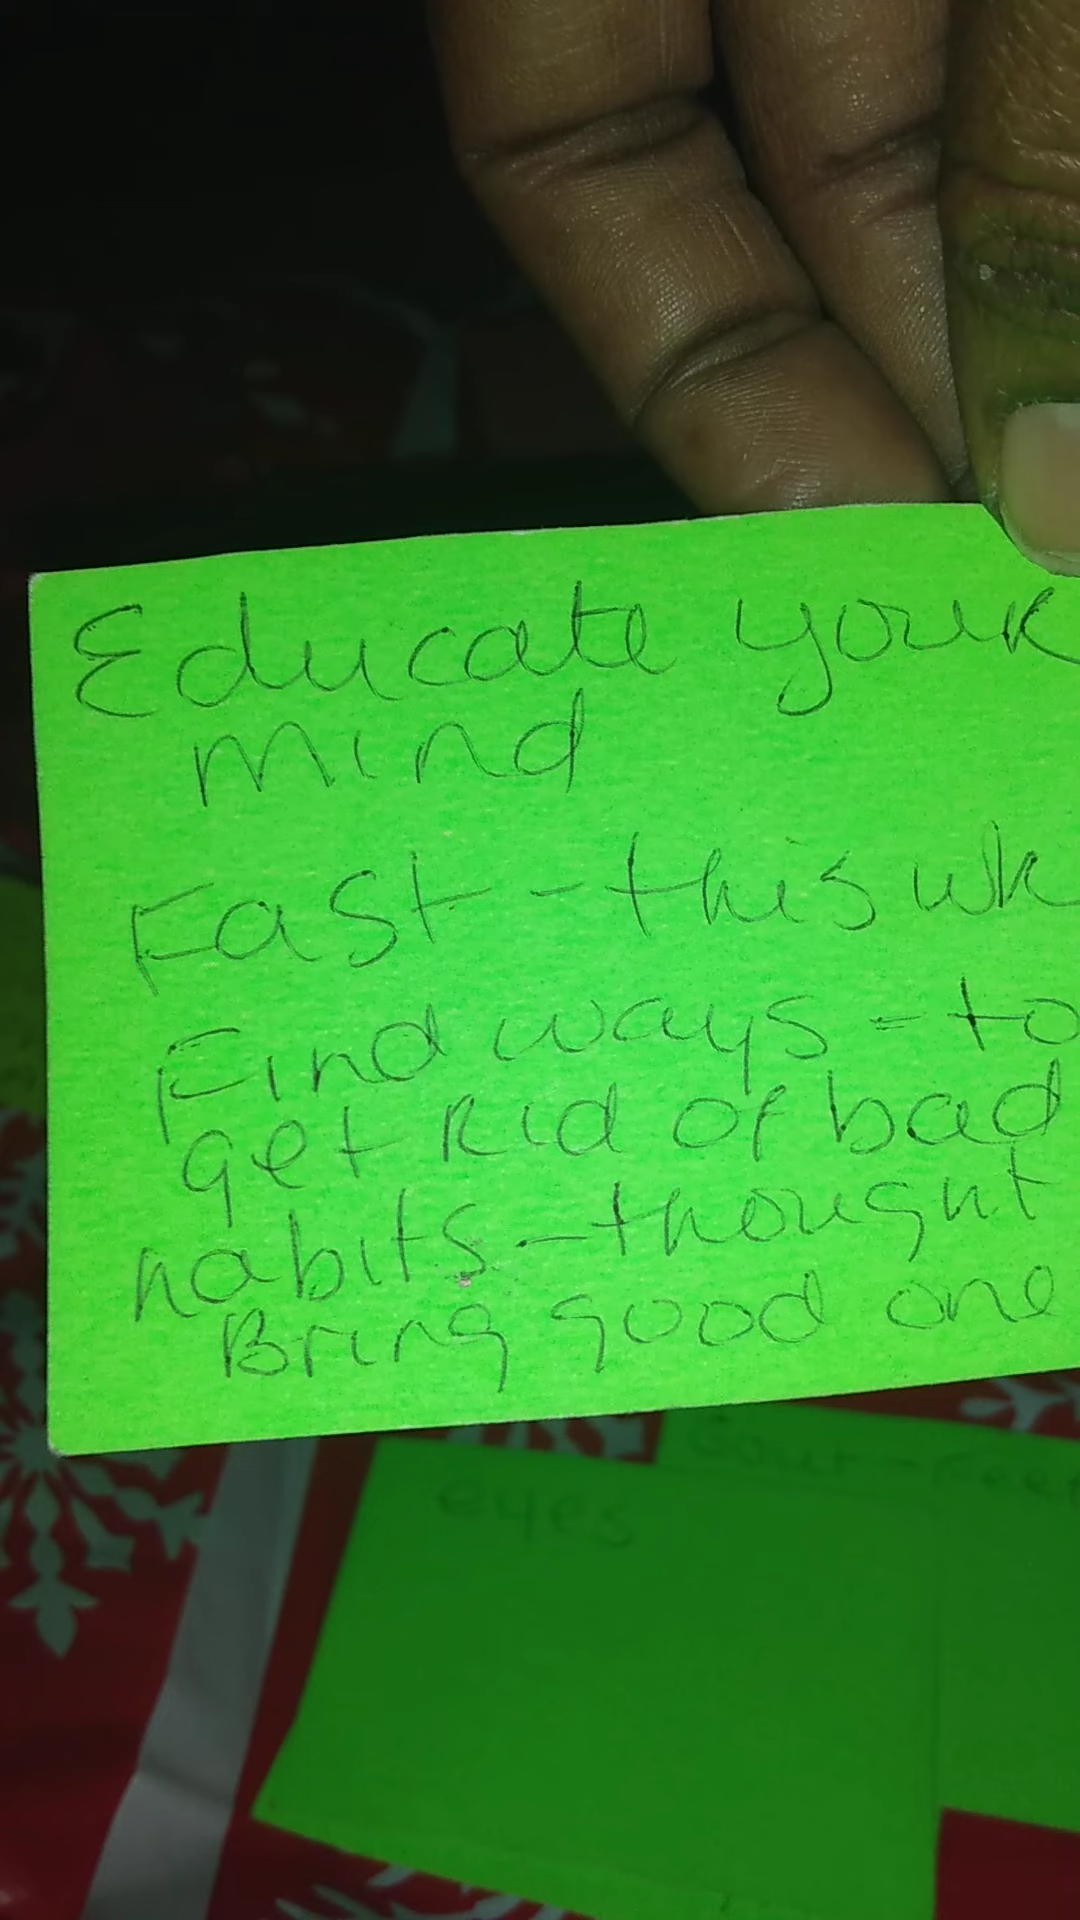 Educate your
mind
Fast - this wk
Find ways - to
get rid of bad
habits - thought
Bring good one
eyes